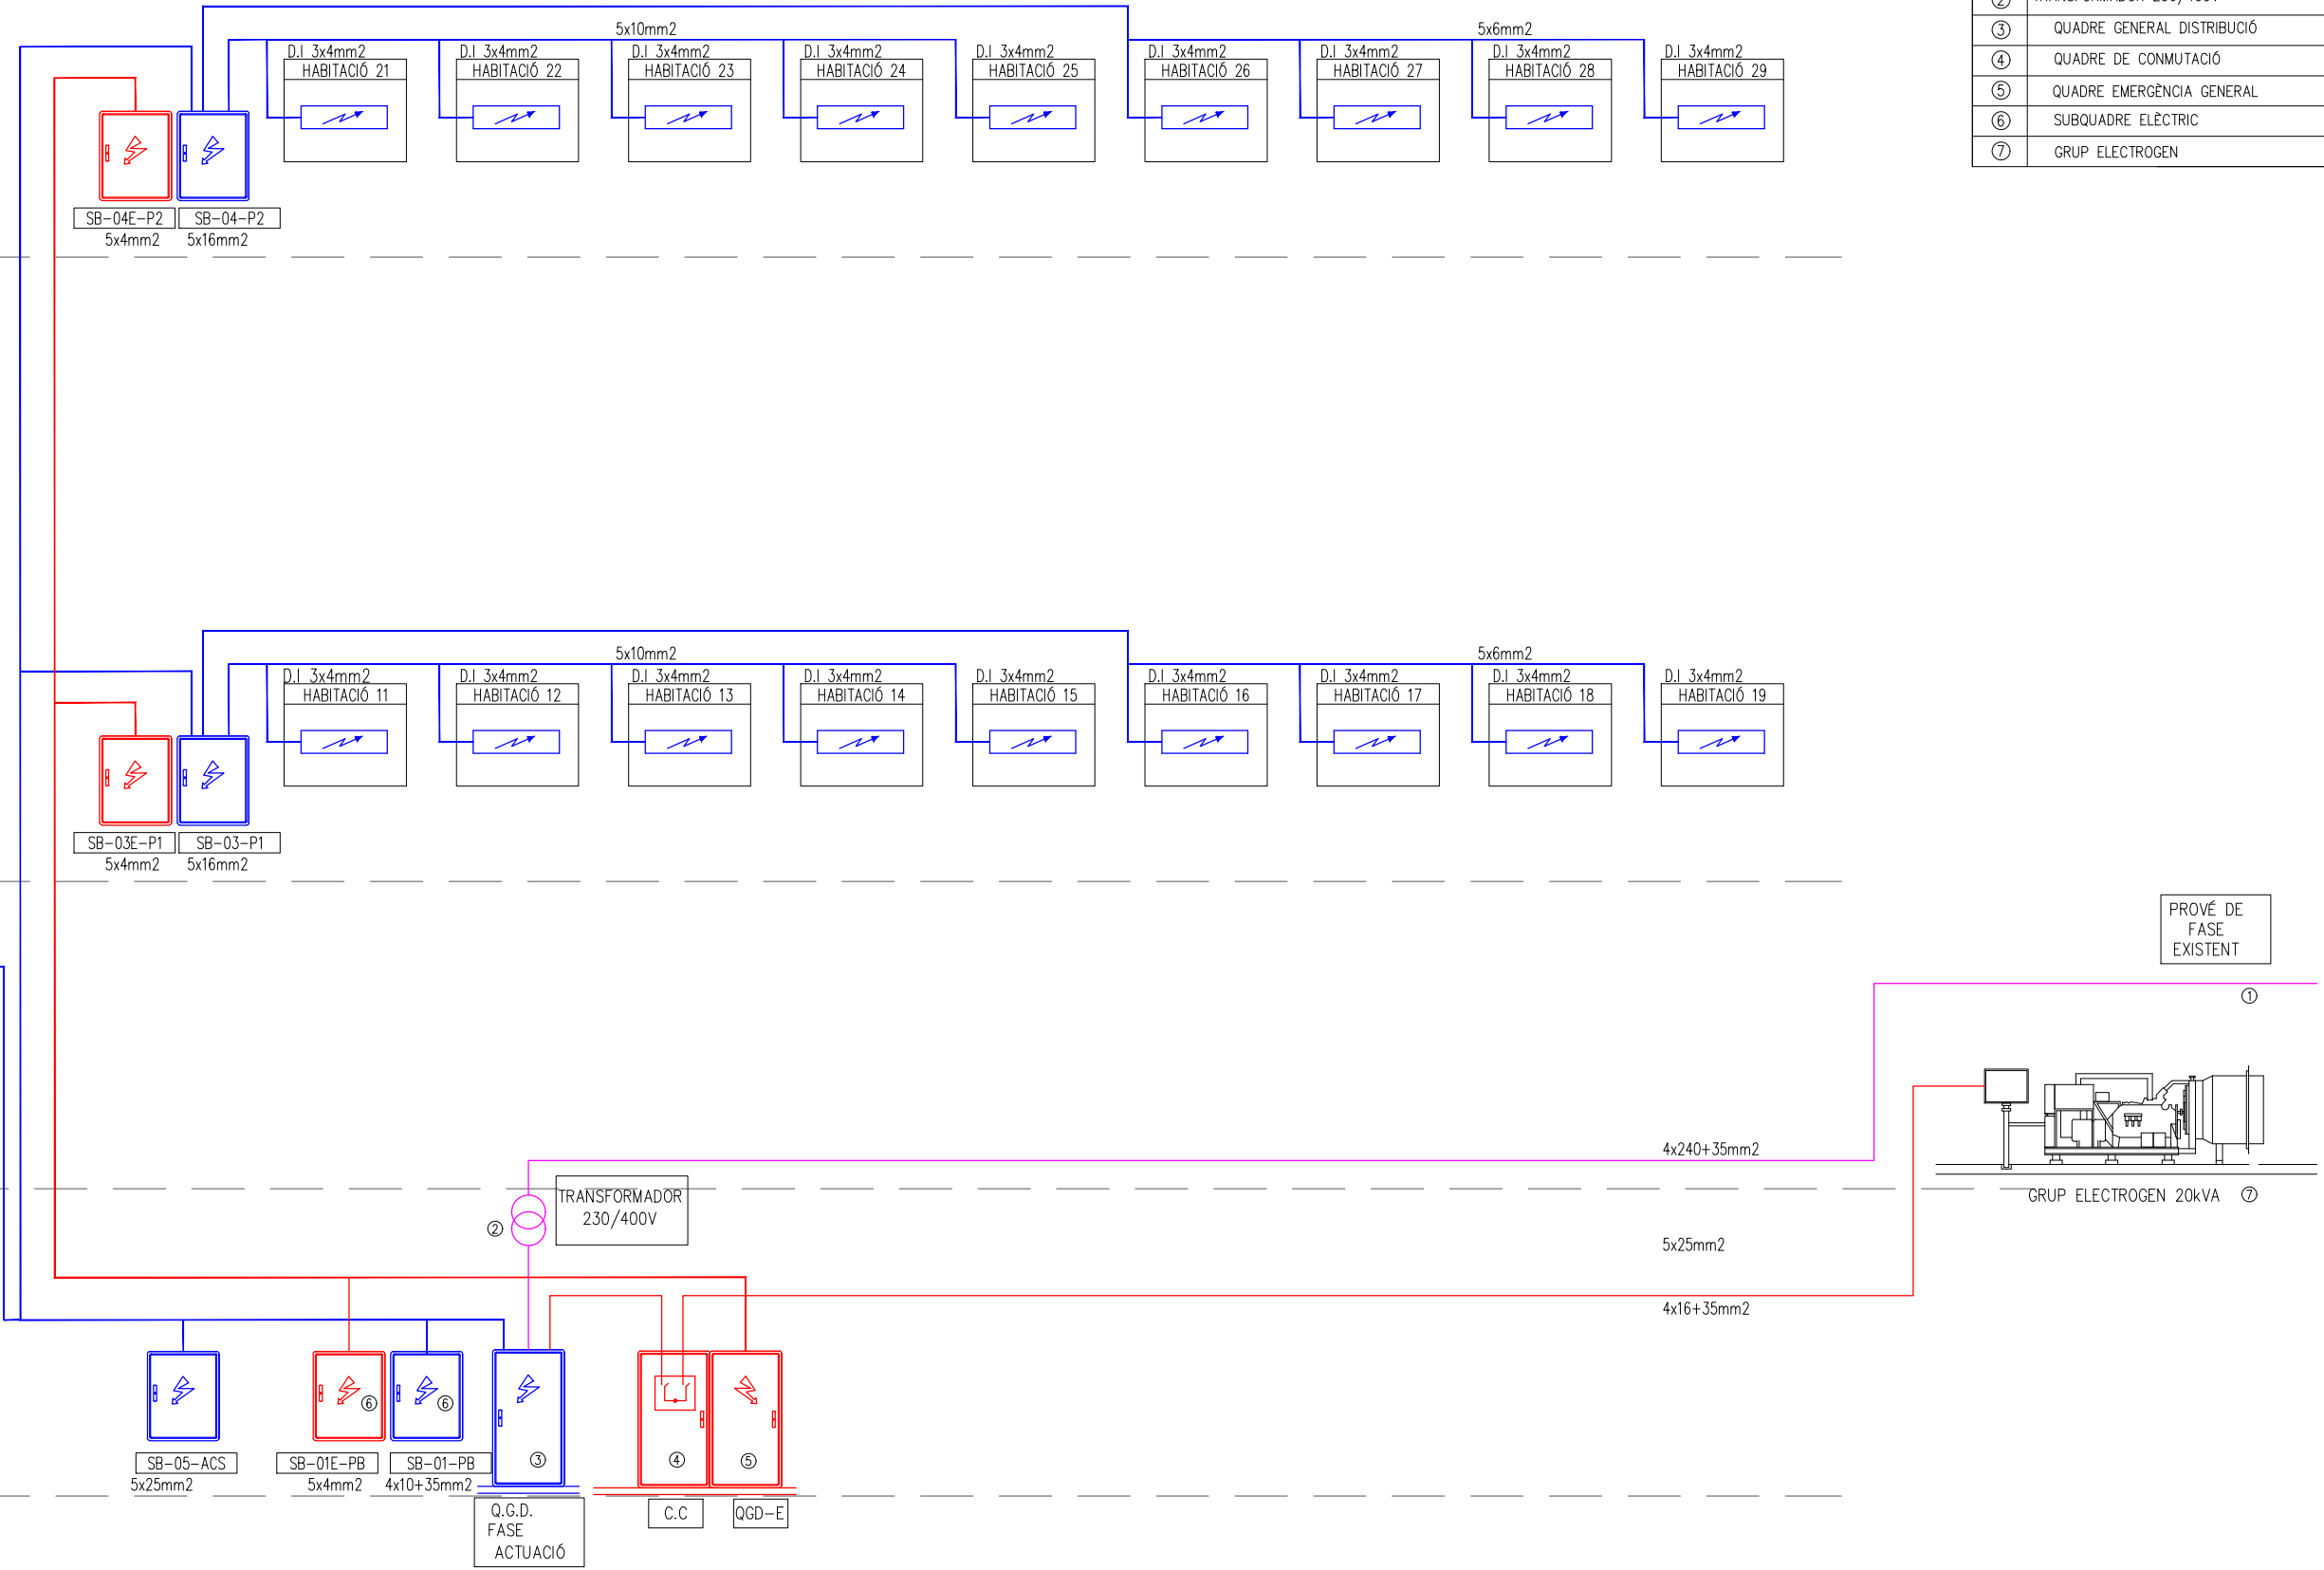 ② TRANSFORMADOR 230/400V
③ QUADRE GENERAL DISTRIBUCIÓ
④ QUADRE DE CONMUTACIÓ
⑤ QUADRE EMERGÈNCIA GENERAL
⑥ SUBQUADRE ELÈCTRIC
⑦ GRUP ELECTROGEN
5x10mm2 5x6mm2
D.I 3x4mm2 D.I 3x4mm2 D.I 3x4mm2 D.I 3x4mm2 D.I 3x4mm2 D.I 3x4mm2 D.I 3x4mm2 D.I 3x4mm2 D.I 3x4mm2
HABITACIÓ 21 HABITACIÓ 22 HABITACIÓ 23 HABITACIÓ 24 HABITACIÓ 25 HABITACIÓ 26 HABITACIÓ 27 HABITACIÓ 28 HABITACIÓ 29
SB-04E-P2 SB-04-P2
5x4mm2 5x16mm2
5x10mm2 5x6mm2
D.I 3x4mm2 D.I 3x4mm2 D.I 3x4mm2 D.I 3x4mm2 D.I 3x4mm2 D.I 3x4mm2 D.I 3x4mm2 D.I 3x4mm2 D.I 3x4mm2
HABITACIÓ 11 HABITACIÓ 12 HABITACIÓ 13 HABITACIÓ 14 HABITACIÓ 15 HABITACIÓ 16 HABITACIÓ 17 HABITACIÓ 18 HABITACIÓ 19
SB-03E-P1 SB-03-P1
5x4mm2 5x16mm2
PROVÉ DE
FASE
EXISTENT
①
4x240+35mm2
GRUP ELECTROGEN 20kVA ⑦
TRANSFORMADOR
230/400V
②
5x25mm2
4x16+35mm2
⑥ ⑥ ③ ④ ⑤
SB-05-ACS SB-01E-PB SB-01-PB
5x25mm2 5x4mm2 4x10+35mm2
Q.G.D.
FASE
ACTUACIÓ
C.C QGD-E